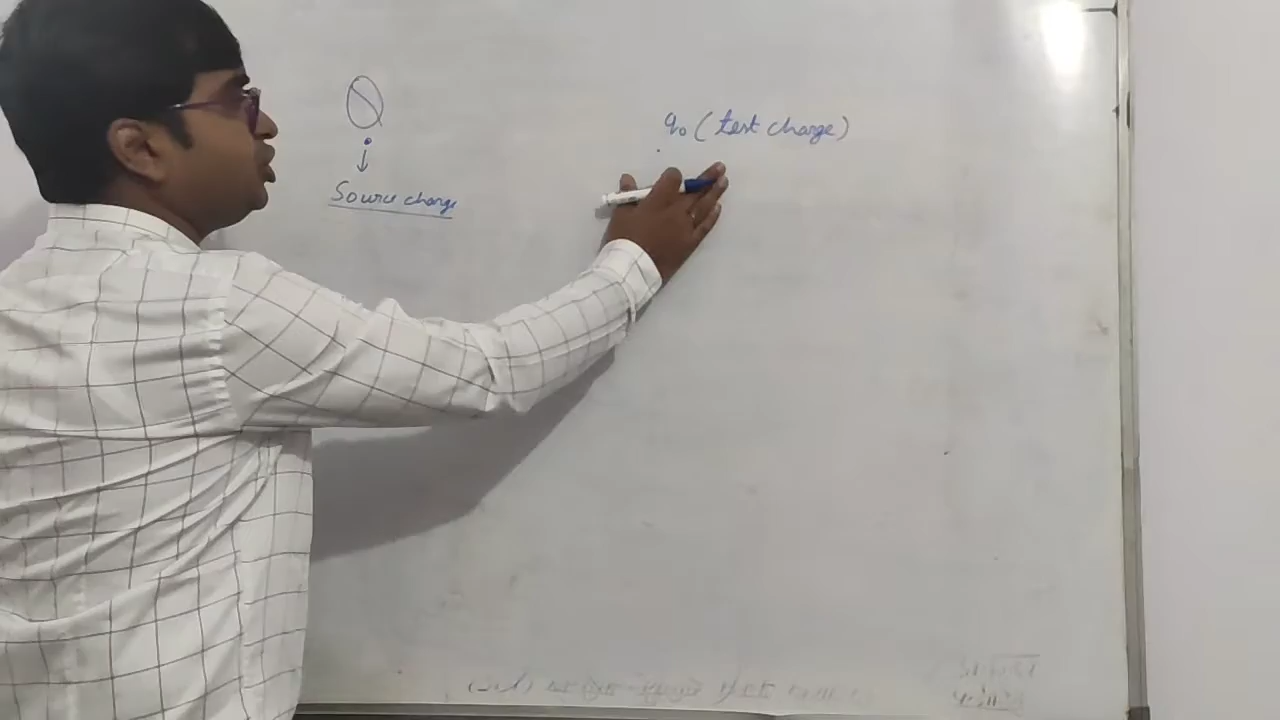 Q
q₀ (test charge)
↓
Source charge